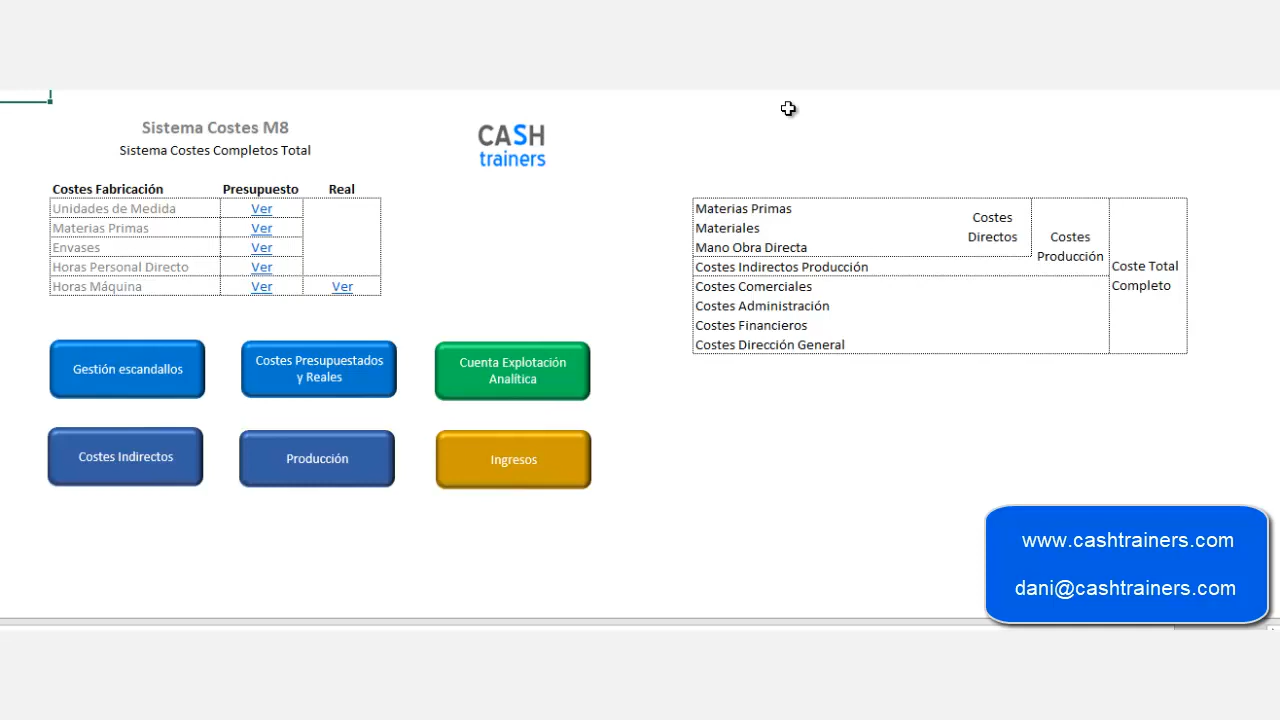 Sistema Costes M8
Sistema Costes Completos Total
CASH
trainers
Costes Fabricación Presupuesto Real
Unidades de Medida Ver
Materias Primas Ver
Envases Ver
Horas Personal Directo Ver
Horas Máquina Ver Ver
Materias Primas
Materiales
Mano Obra Directa
Costes Indirectos Producción
Costes Comerciales
Costes Administración
Costes Financieros
Costes Dirección General
Costes
Directos
Costes
Producción
Coste Total
Completo
Gestión escandallos
Costes Presupuestados
y Reales
Cuenta Explotación
Analítica
Costes Indirectos
Producción
Ingresos
www.cashtrainers.com
dani@cashtrainers.com